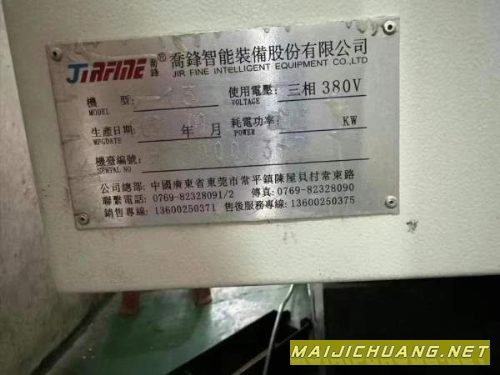 JIRFINE 喬鋒 ® 喬鋒智能裝備股份有限公司
JIR FINE INTELLIGENT EQUIPMENT CO.,LTD
機 型: 使用電壓: 三相 380V
MODEL VOLTAGE
生產日期 年 月 耗電功率: KW
MFGDATE POWER
機臺編號:
SERIAL NO
公司總部: 中國廣東省東莞市常平鎮陳屋貝村常東路
聯繫電話: 0769-82328091/2 傳真: 0769-82328090
銷售專線: 13600250371 售後服務專線: 13600250375
MAIJICHUANG.NET